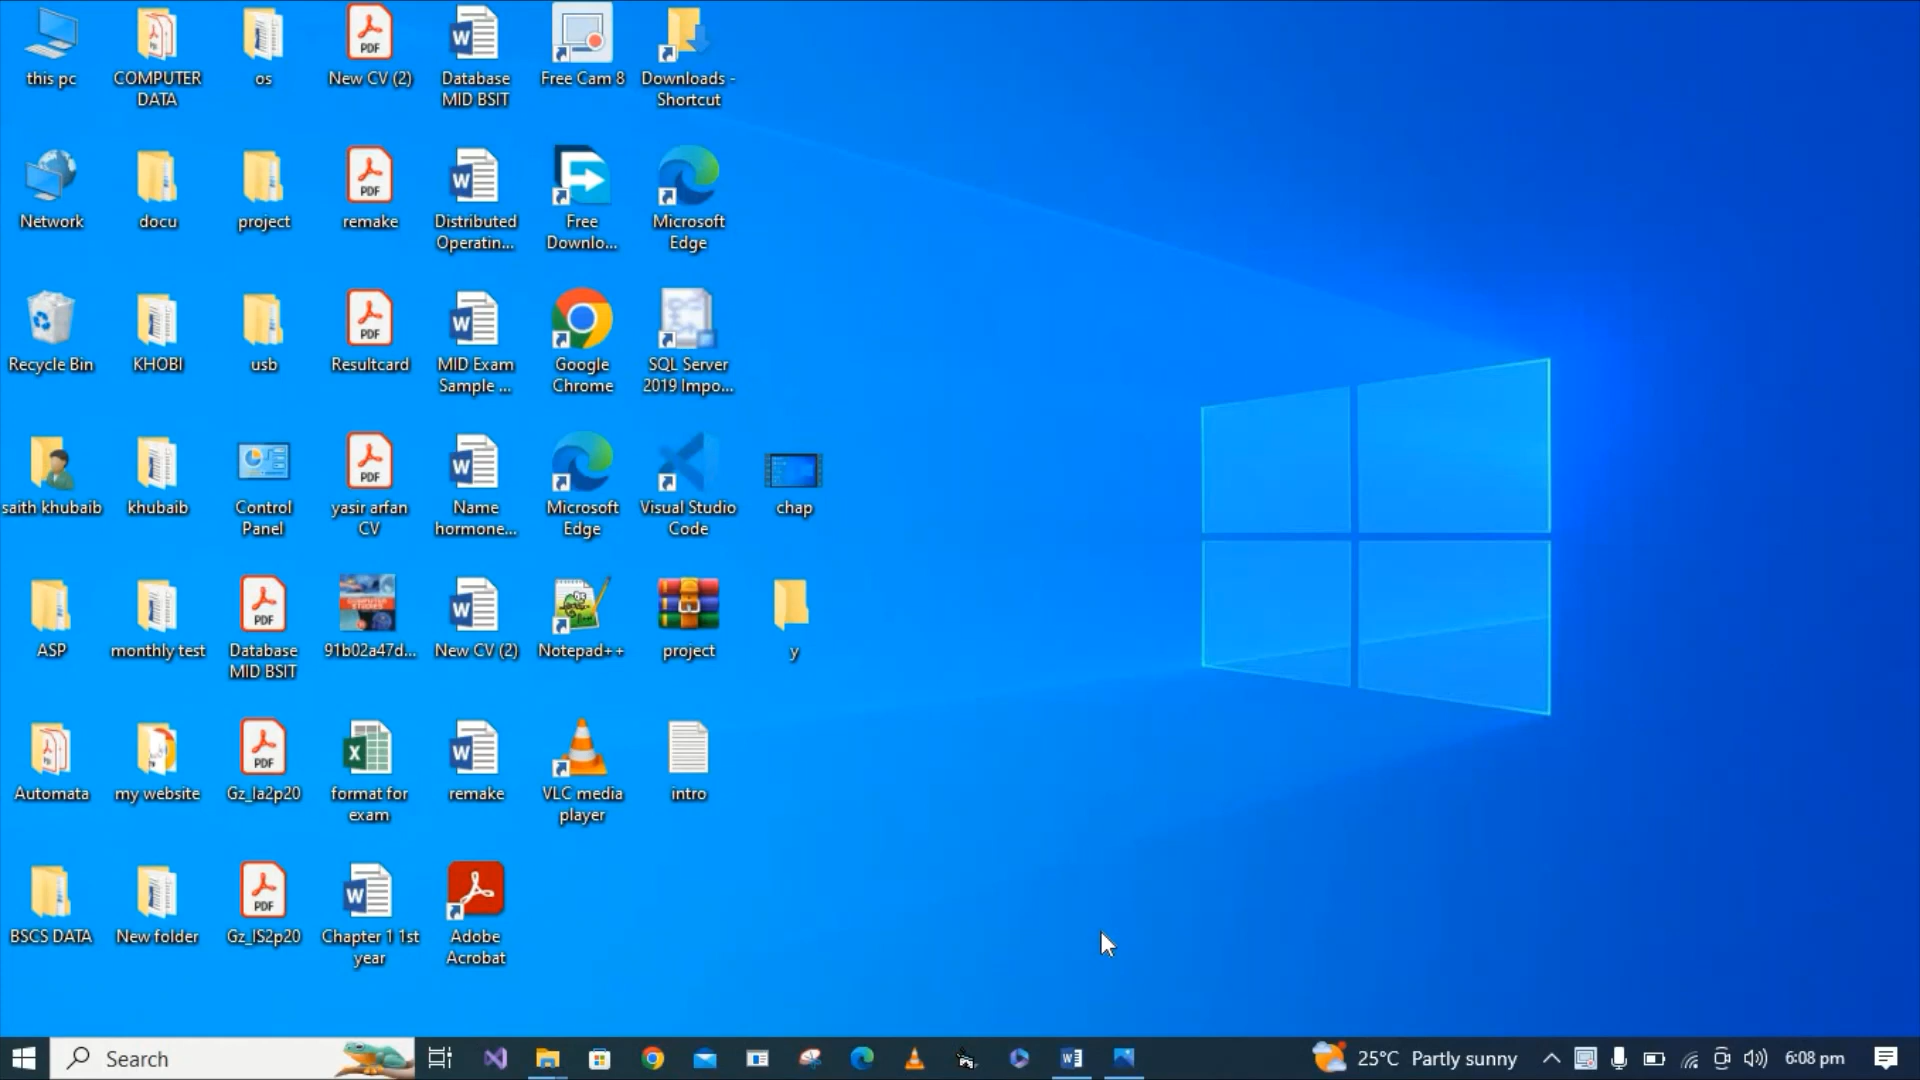 this pc
COMPUTER
DATA
os
New CV (2)
Database
MID BSIT
Free Cam 8
Downloads -
Shortcut
Network
docu
project
remake
Distributed
Operatin...
Free
Downlo...
Microsoft
Edge
Recycle Bin
KHOBI
usb
Resultcard
MID Exam
Sample ...
Google
Chrome
SQL Server
2019 Impo...
saith khubaib
khubaib
Control
Panel
yasir arfan
CV
Name
hormone...
Microsoft
Edge
Visual Studio
Code
chap
ASP
monthly test
Database
MID BSIT
91b02a47d...
New CV (2)
Notepad++
project
y
Automata
my website
Gz_Ia2p20
format for
exam
remake
VLC media
player
intro
BSCS DATA
New folder
Gz_IS2p20
Chapter 1 1st
year
Adobe
Acrobat
Search
25°C Partly sunny
6:08 pm